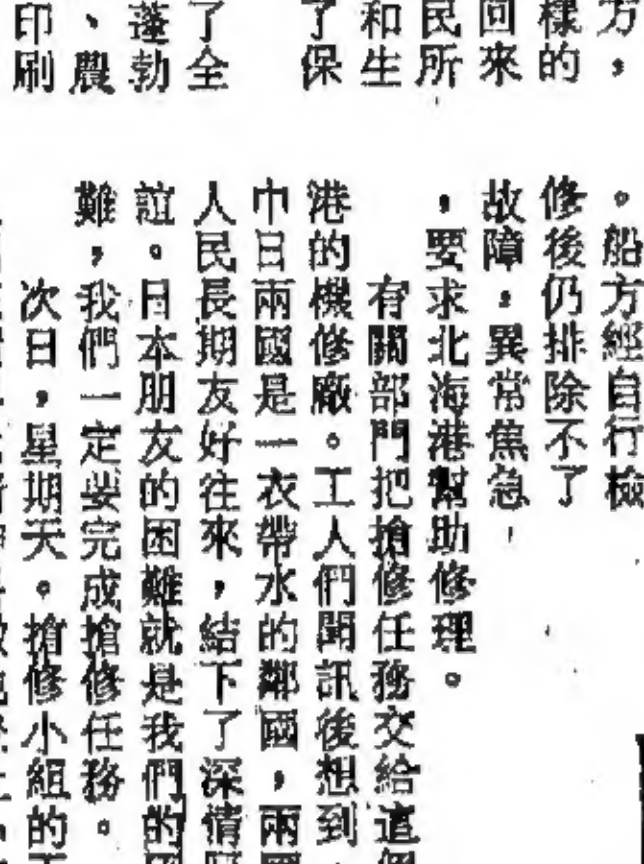 方，
樣的
回來
民所
和生
了保
了全
蓬勃
、農
印刷
。船方經自行檢
修後仍排除不了
故障，異常焦急，
，要求北海港幫助修理。
有關部門把搶修任務交給這
港的機修廠。工人們聞訊後想到，
中日兩國是一衣帶水的鄰國，兩
人民長期友好往來，結下了深情
誼。日本朋友的困難就是我們的
難，我們一定要完成搶修任務。
次日，星期天。搶修小組的